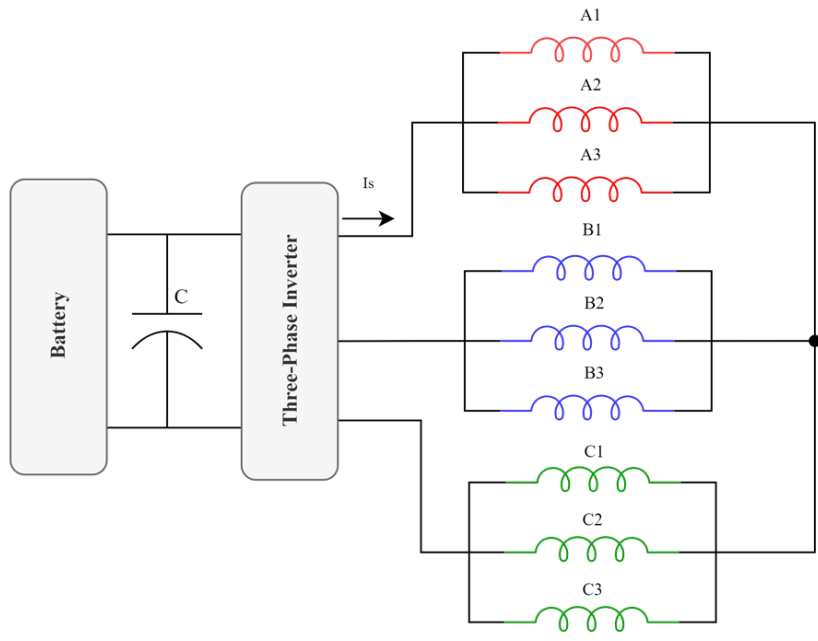 Battery
C
Three-Phase Inverter
Is
A1
A2
A3
B1
B2
B3
C1
C2
C3